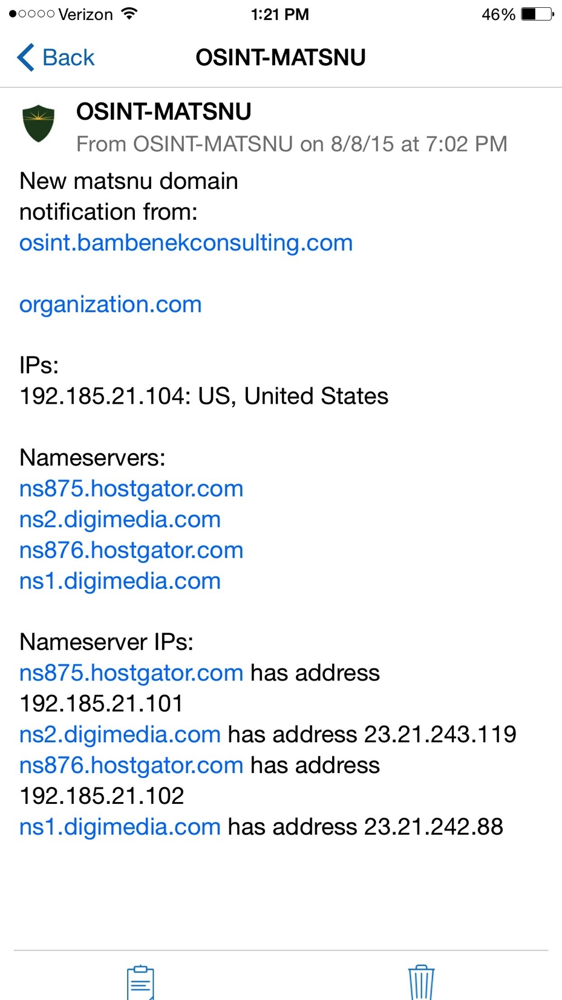 Verizon 1:21 PM 46%
Back OSINT-MATSNU
OSINT-MATSNU
From OSINT-MATSNU on 8/8/15 at 7:02 PM
New matsnu domain
notification from:
osint.bambenekconsulting.com
organization.com
IPs:
192.185.21.104: US, United States
Nameservers:
ns875.hostgator.com
ns2.digimedia.com
ns876.hostgator.com
ns1.digimedia.com
Nameserver IPs:
ns875.hostgator.com has address
192.185.21.101
ns2.digimedia.com has address 23.21.243.119
ns876.hostgator.com has address
192.185.21.102
ns1.digimedia.com has address 23.21.242.88